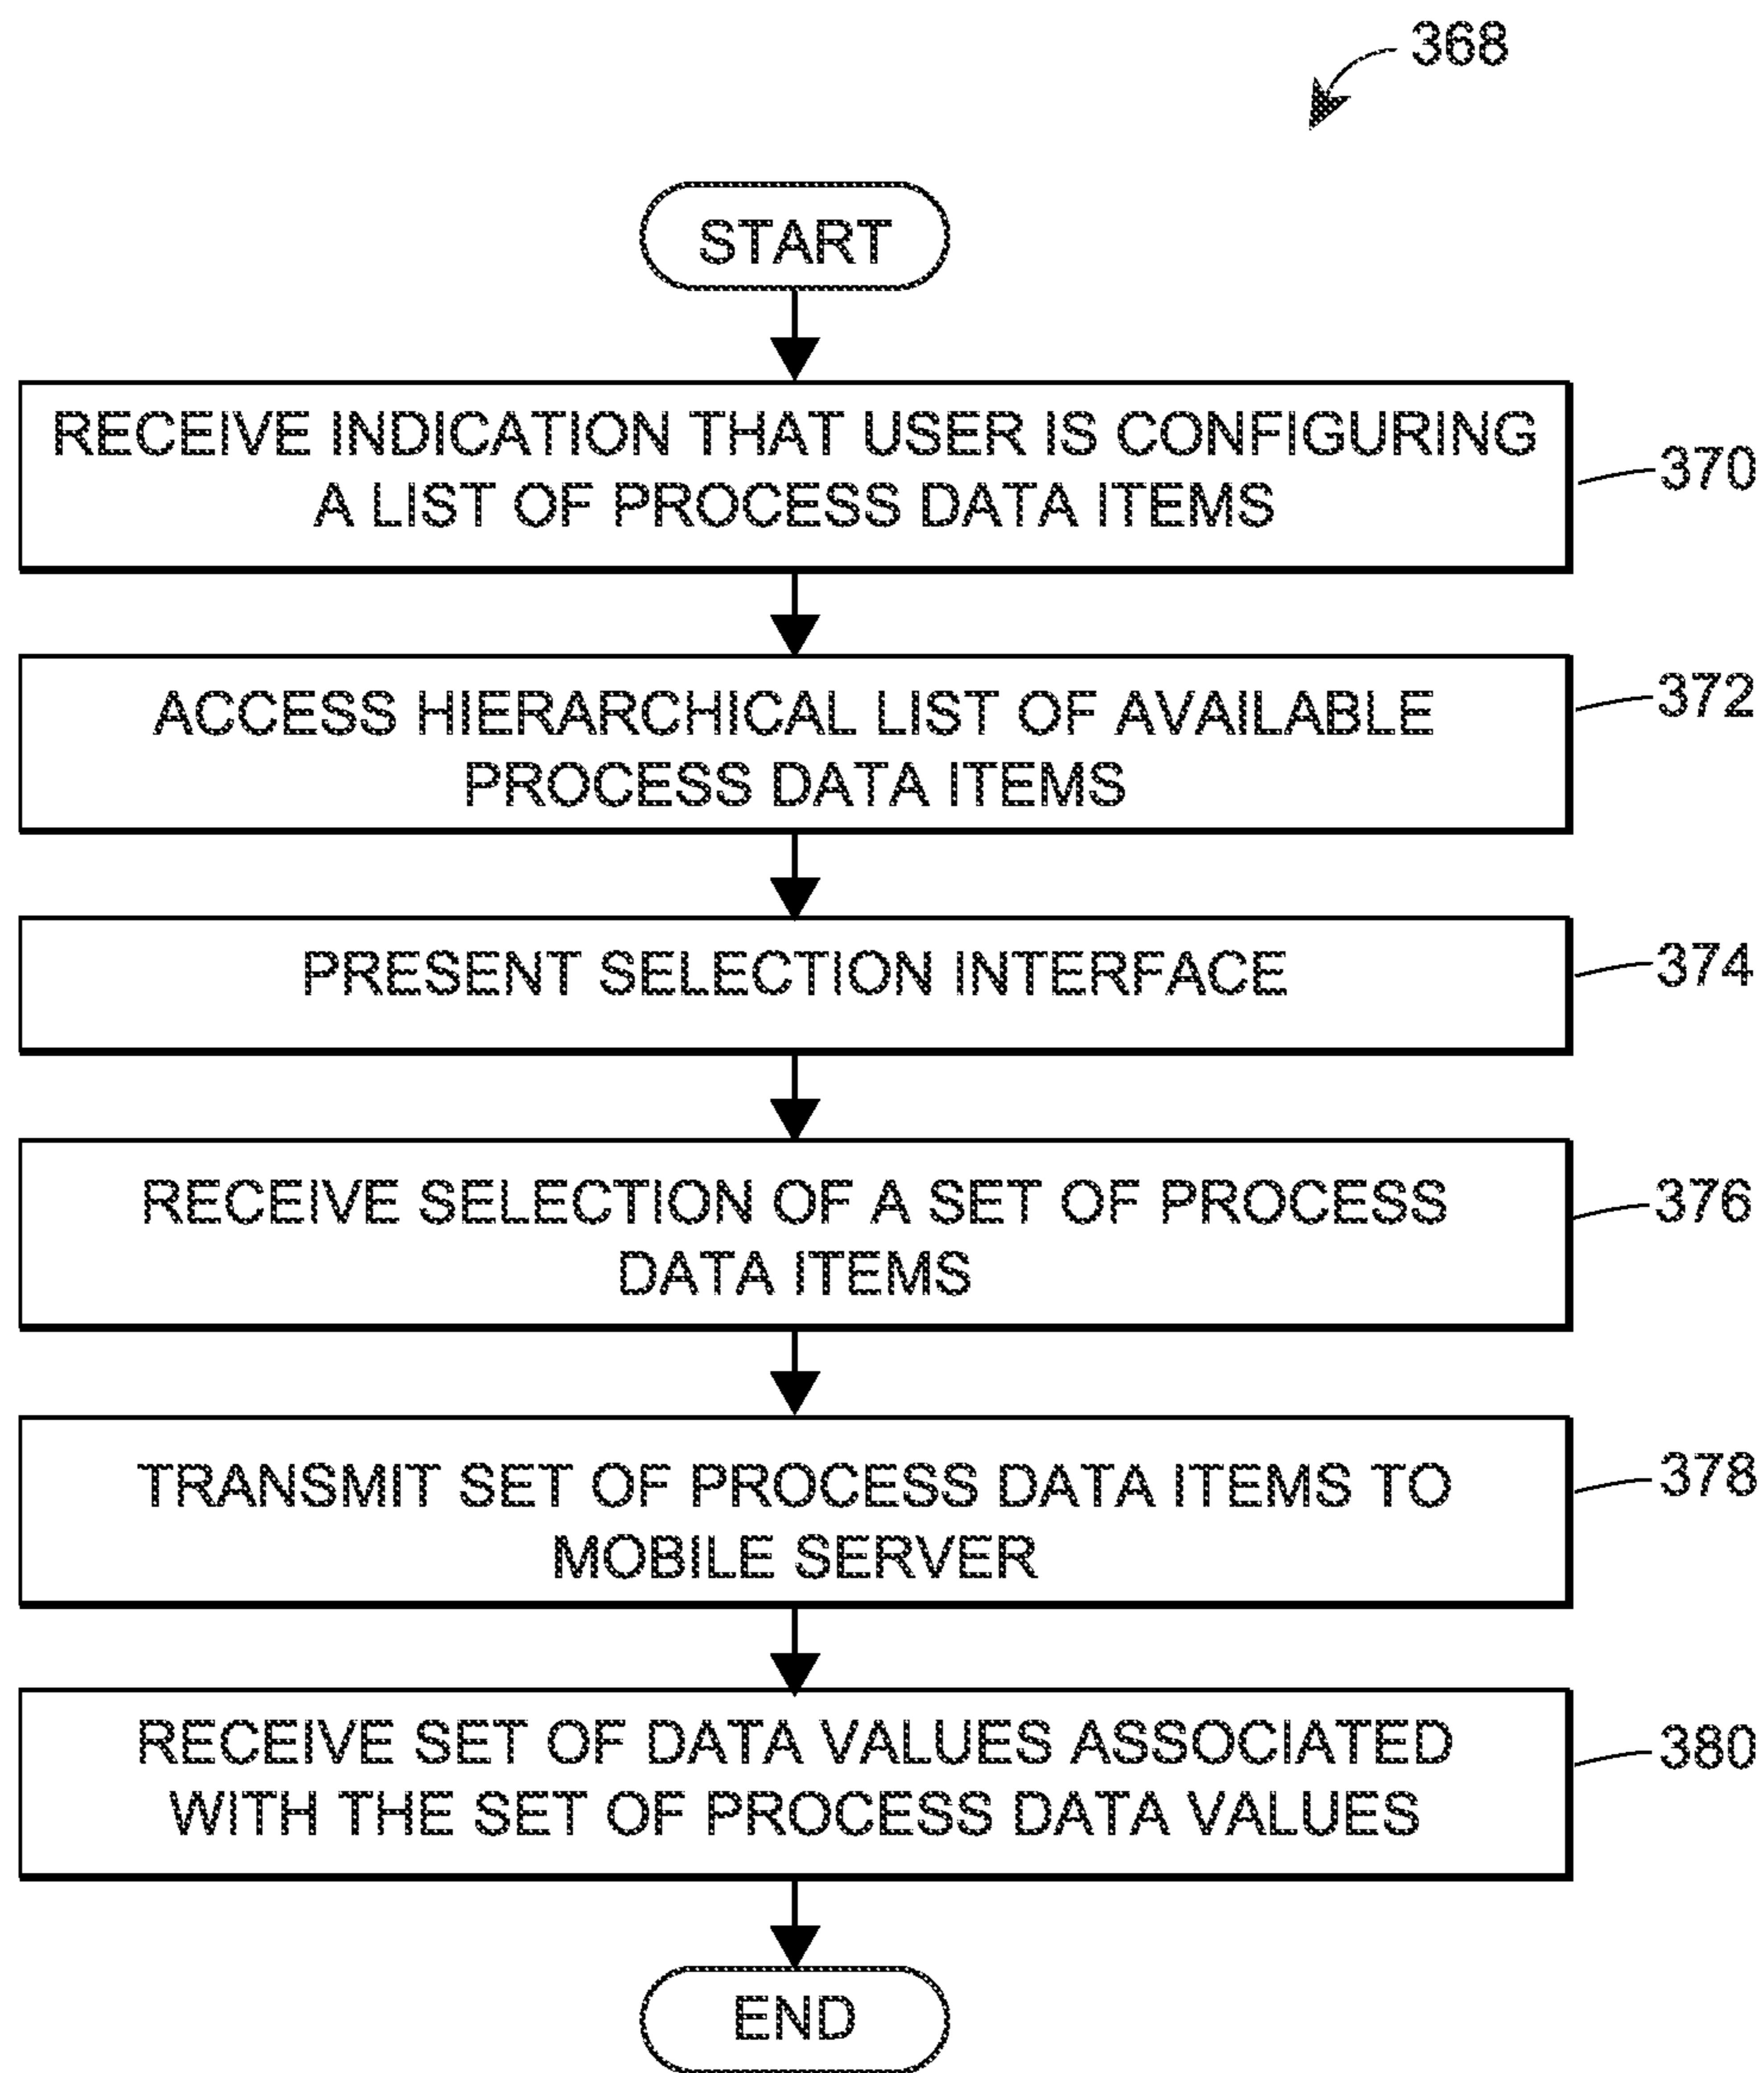 368
START
RECEIVE INDICATION THAT USER IS CONFIGURING
A LIST OF PROCESS DATA ITEMS
370
ACCESS HIERARCHICAL LIST OF AVAILABLE
PROCESS DATA ITEMS
372
PRESENT SELECTION INTERFACE
374
RECEIVE SELECTION OF A SET OF PROCESS
DATA ITEMS
376
TRANSMIT SET OF PROCESS DATA ITEMS TO
MOBILE SERVER
378
RECEIVE SET OF DATA VALUES ASSOCIATED
WITH THE SET OF PROCESS DATA VALUES
380
END